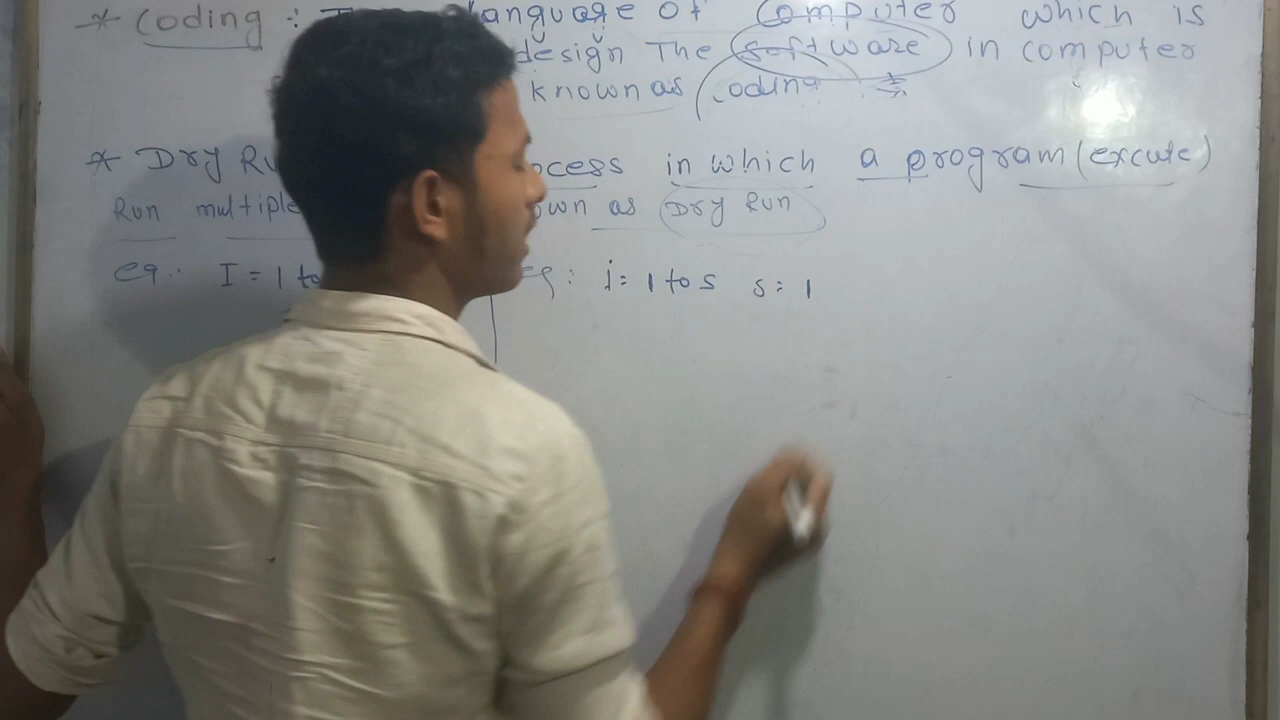 * Coding : language of Computer which is
design The software in computer
known as coding
* Dry Ru ocess in which a program (excute)
Run multiple own as Dry Run
eg: I = 1 to eg: i = 1 to 5 s = 1